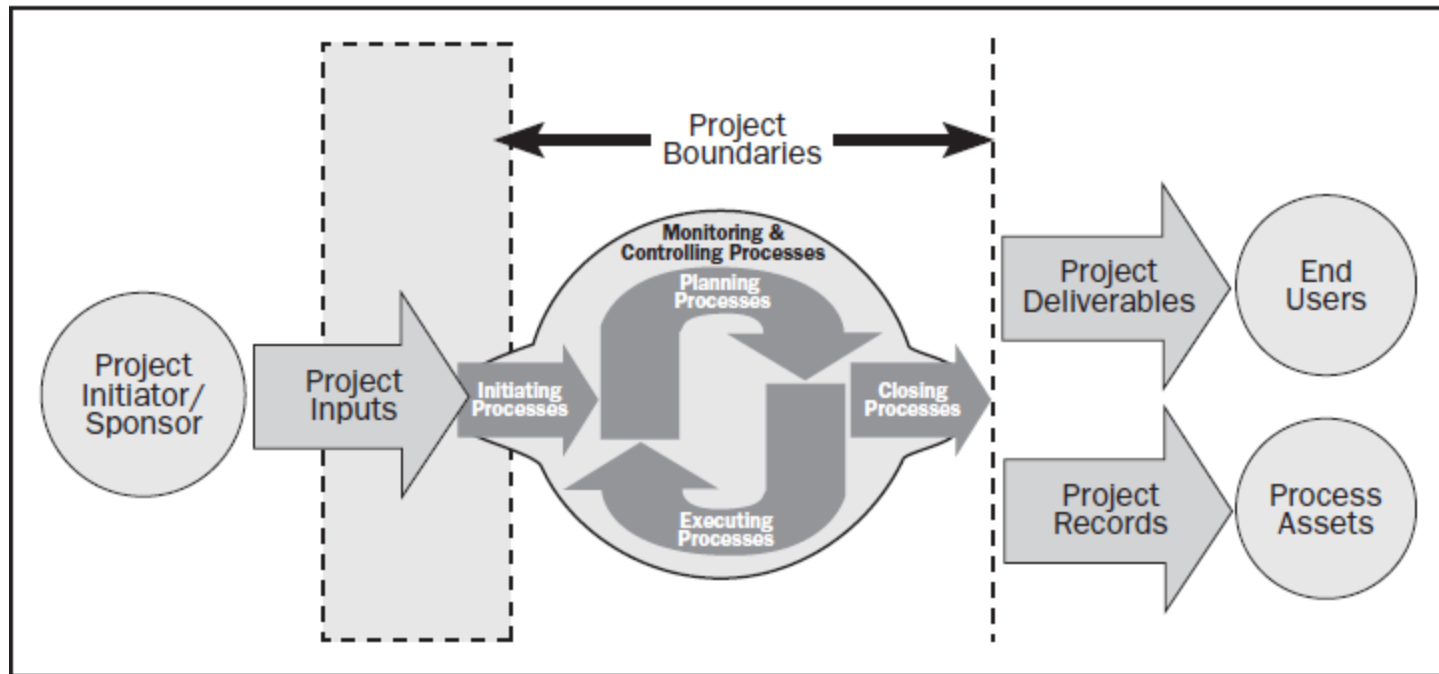 Project
Boundaries
Monitoring &
Controlling Processes
Planning
Processes
Project
Initiator/
Sponsor
Project
Inputs
Initiating
Processes
Closing
Processes
Executing
Processes
Project
Deliverables
End
Users
Project
Records
Process
Assets